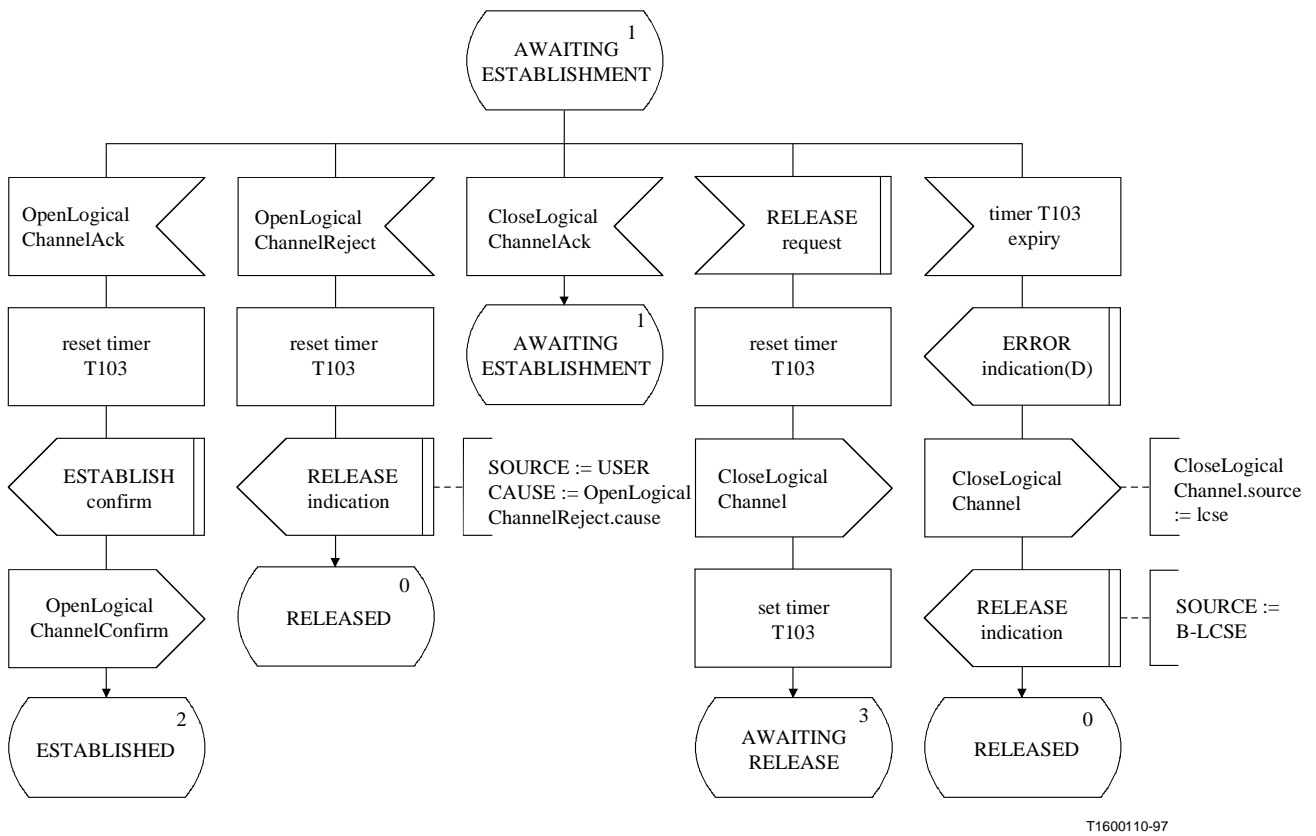 1
AWAITING
ESTABLISHMENT
OpenLogical
ChannelAck
OpenLogical
ChannelReject
CloseLogical
ChannelAck
RELEASE
request
timer T103
expiry
reset timer
T103
reset timer
T103
1
AWAITING
ESTABLISHMENT
reset timer
T103
ERROR
indication(D)
ESTABLISH
confirm
RELEASE
indication
SOURCE := USER
CAUSE := OpenLogical
ChannelReject.cause
CloseLogical
Channel
CloseLogical
Channel
CloseLogical
Channel.source
:= lcse
OpenLogical
ChannelConfirm
0
RELEASED
set timer
T103
RELEASE
indication
SOURCE :=
B-LCSE
2
ESTABLISHED
3
AWAITING
RELEASE
0
RELEASED
T1600110-97